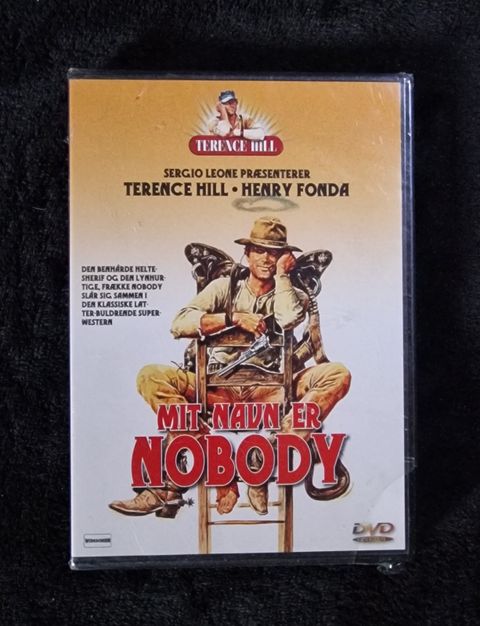 TERENCE HILL
SERGIO LEONE PRÆSENTERER
TERENCE HILL • HENRY FONDA
DEN BENHÅRDE HELTE-
SHERIF OG DEN LYNHUR-
TIGE, FRÆKKE NOBODY
SLÅR SIG SAMMEN I
DEN KLASSISKE LAT-
TER-BULDRENDE SUPER-
WESTERN
MIT NAVN ER
NOBODY
DVD